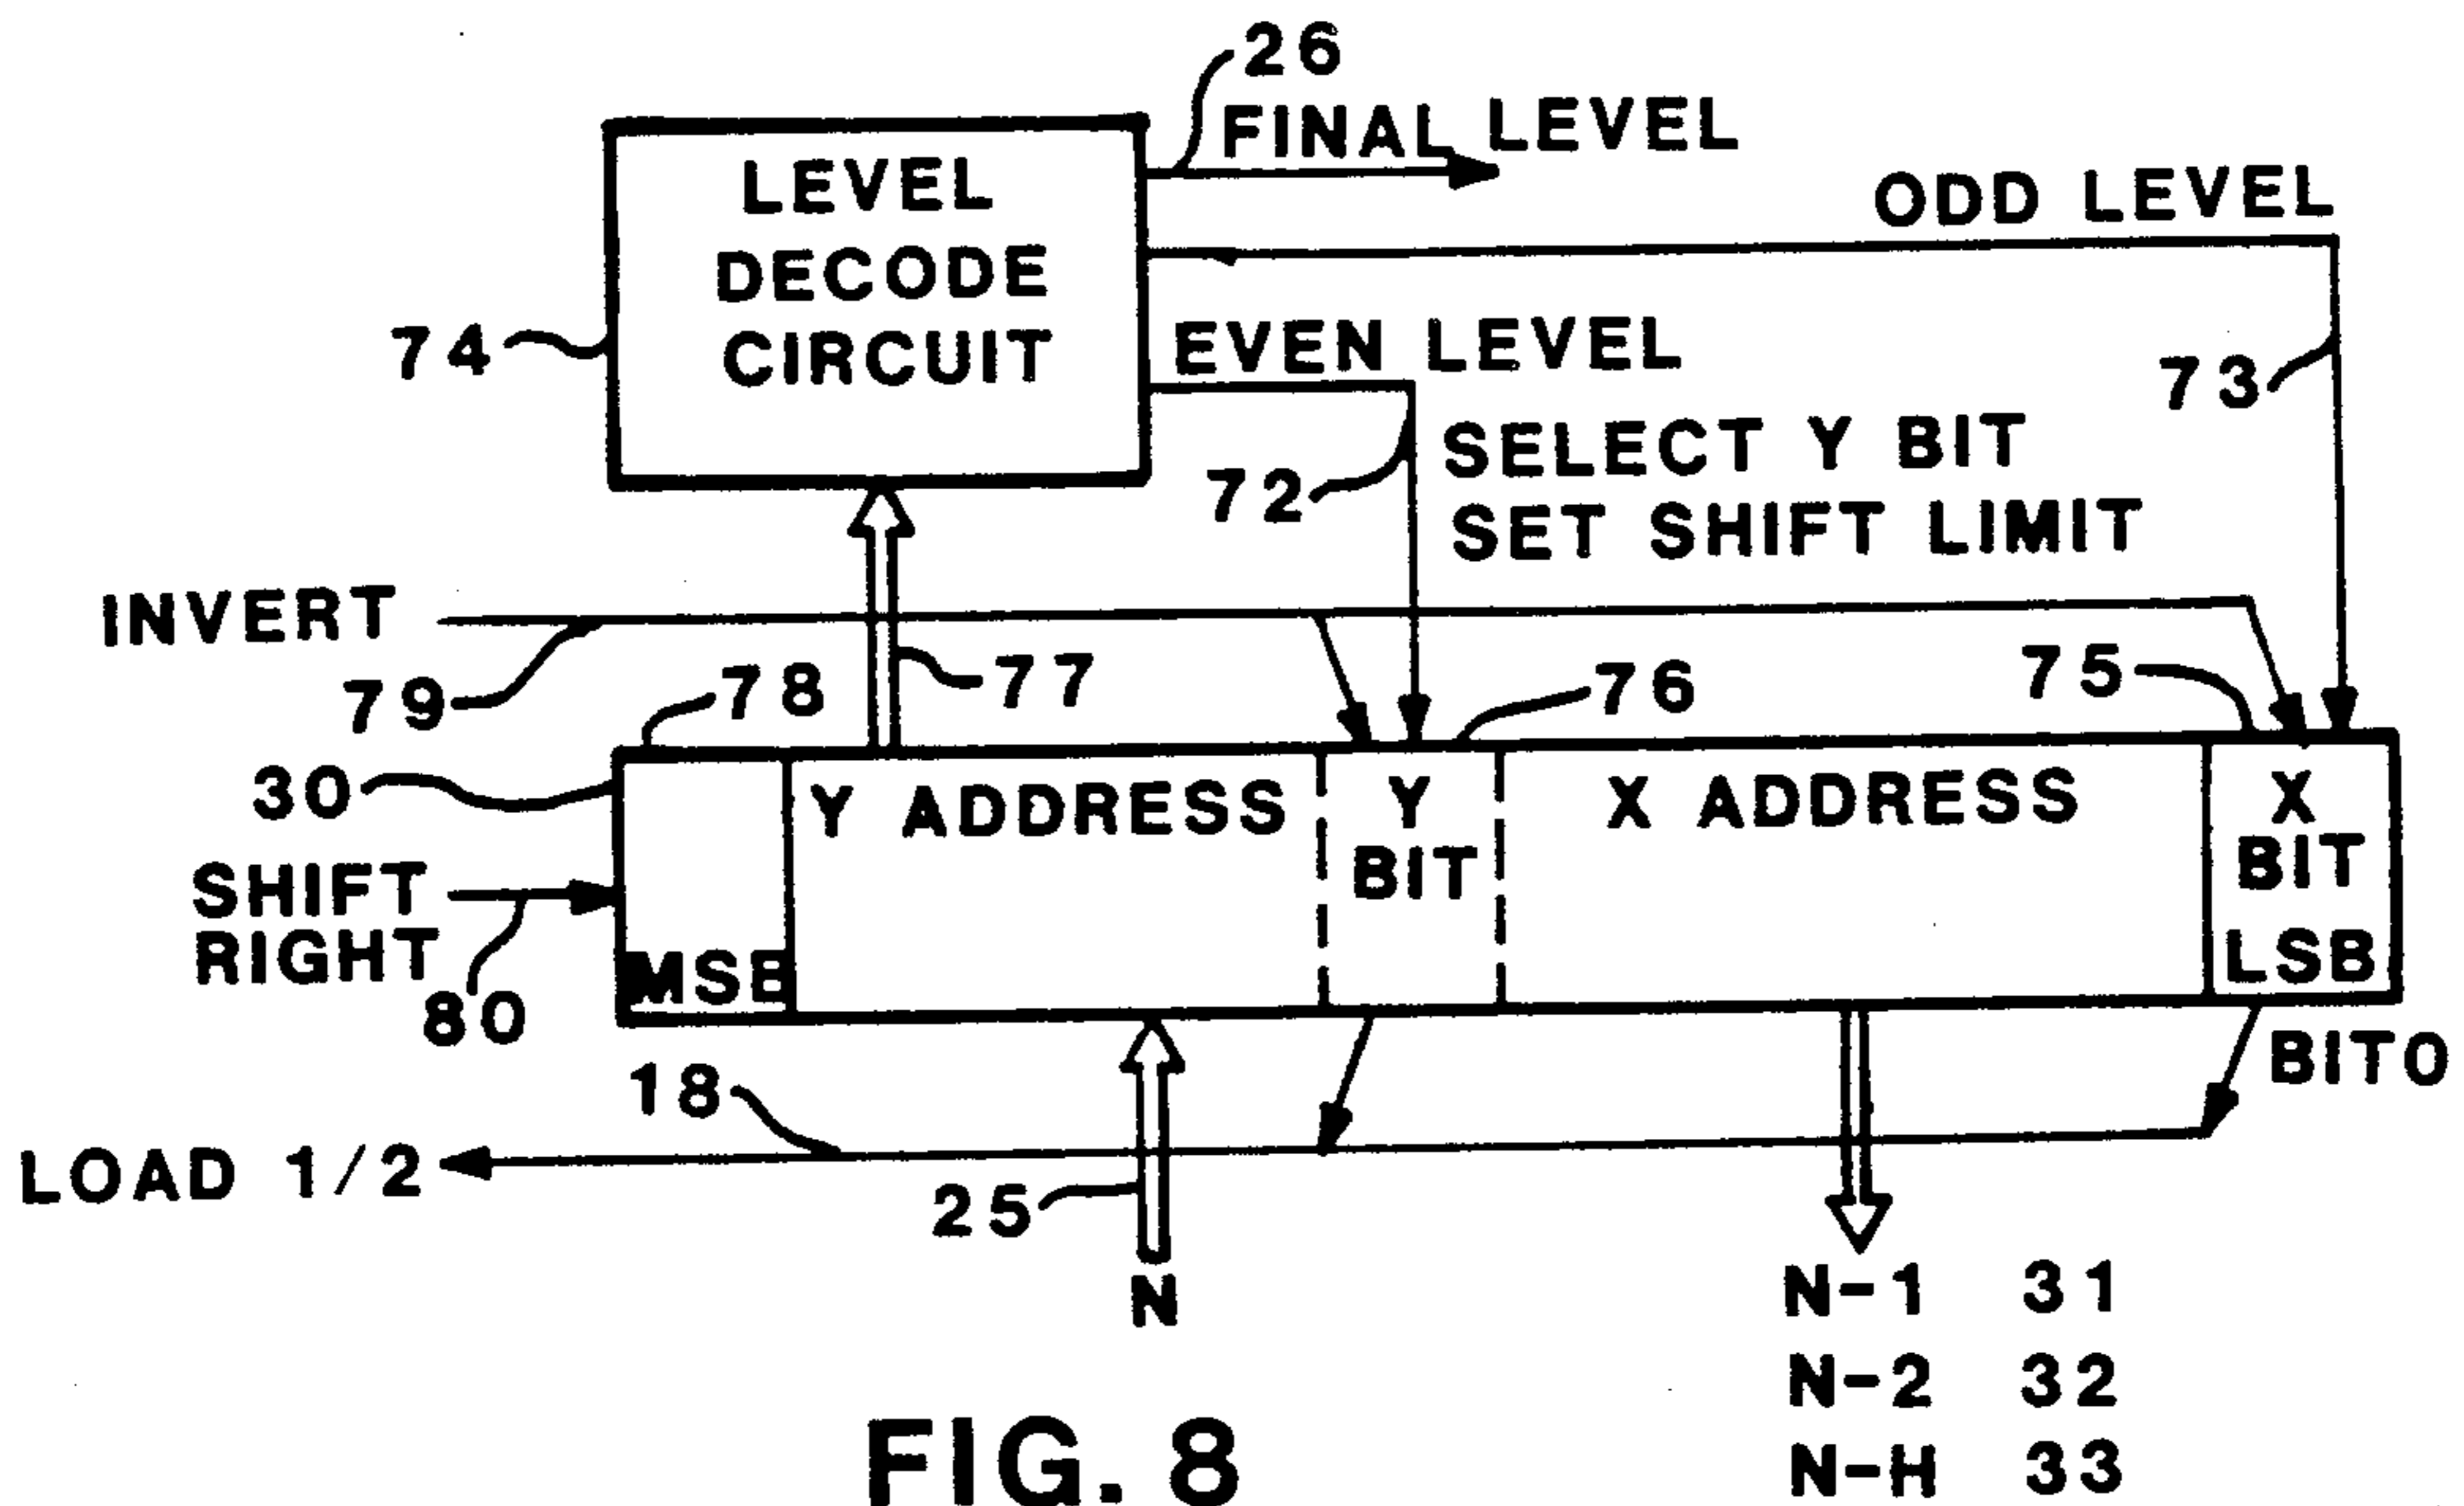 26
FINAL LEVEL
ODD LEVEL
LEVEL
DECODE
CIRCUIT
74
EVEN LEVEL
73
SELECT Y BIT
72
SET SHIFT LIMIT
INVERT
79
78
77
76
75
30
Y ADDRESS
Y
BIT
X ADDRESS
X
BIT
LSB
SHIFT
RIGHT
MSB
80
BIT0
18
LOAD 1/2
25
N
N-1 31
N-2 32
N-H 33
FIG. 8